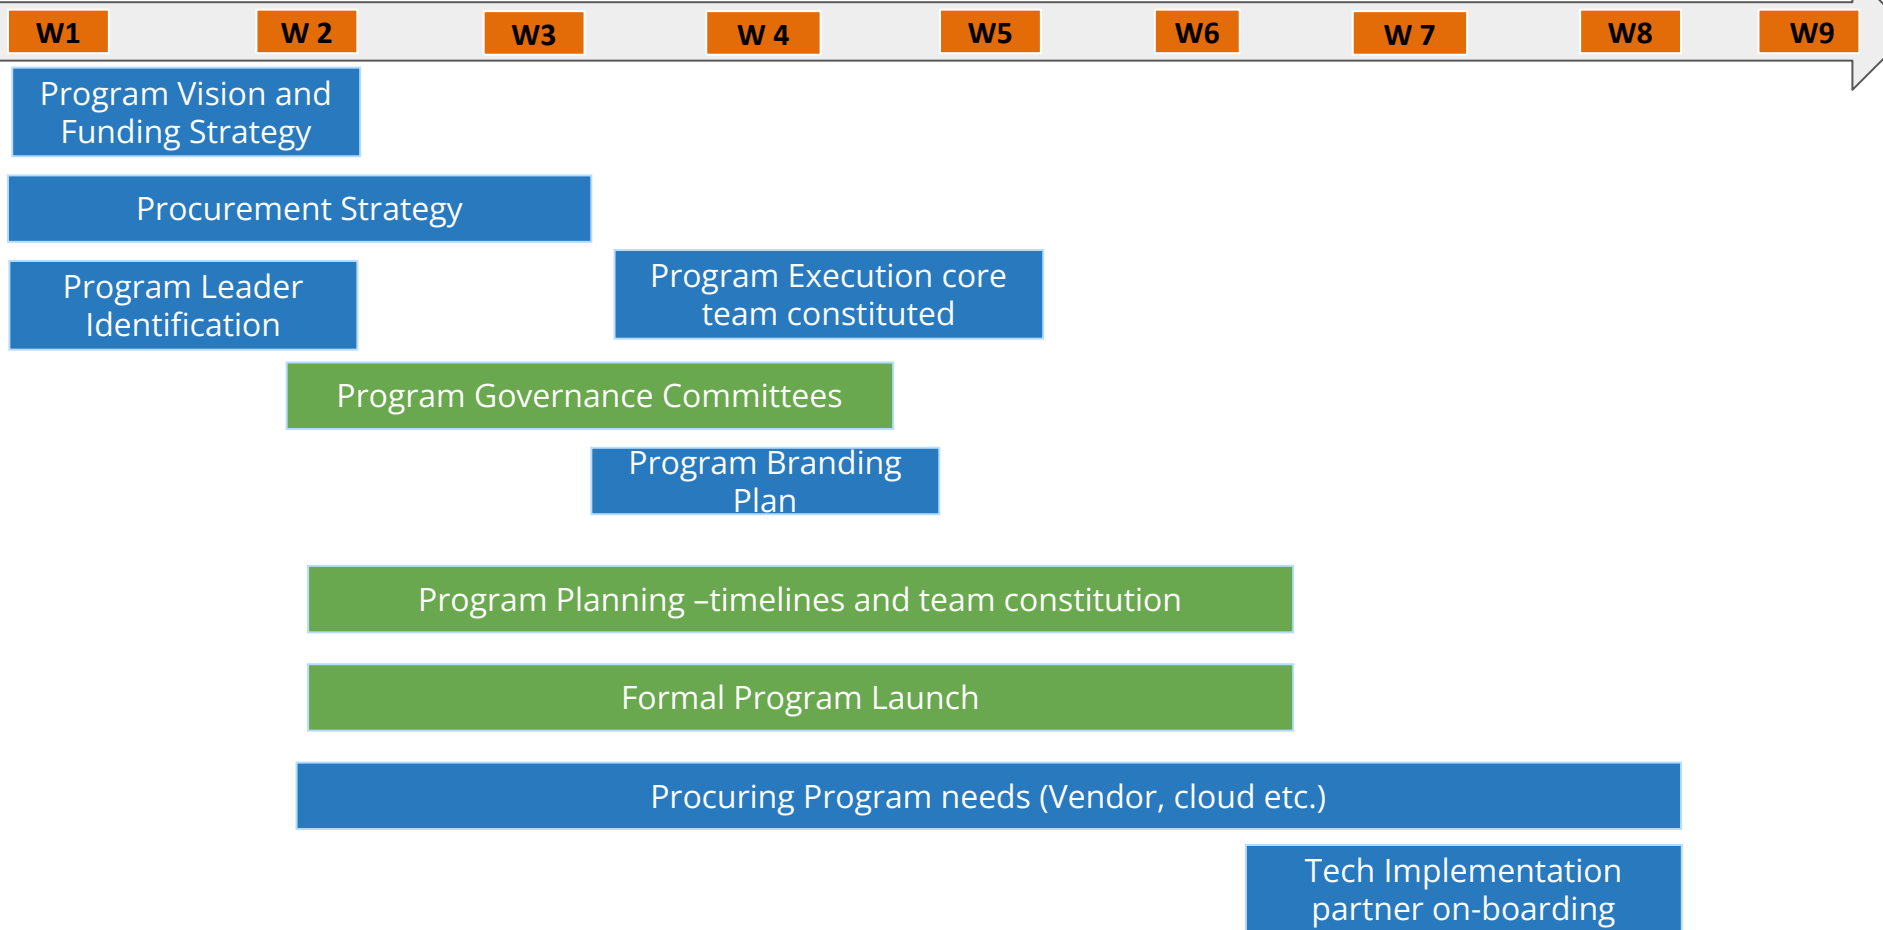 W1
W 2
W3
W 4
W5
W6
W 7
W8
W9
Program Vision and
Funding Strategy
Procurement Strategy
Program Leader
Identification
Program Execution core
team constituted
Program Governance Committees
Program Branding
Plan
Program Planning –timelines and team constitution
Formal Program Launch
Procuring Program needs (Vendor, cloud etc.)
Tech Implementation
partner on-boarding